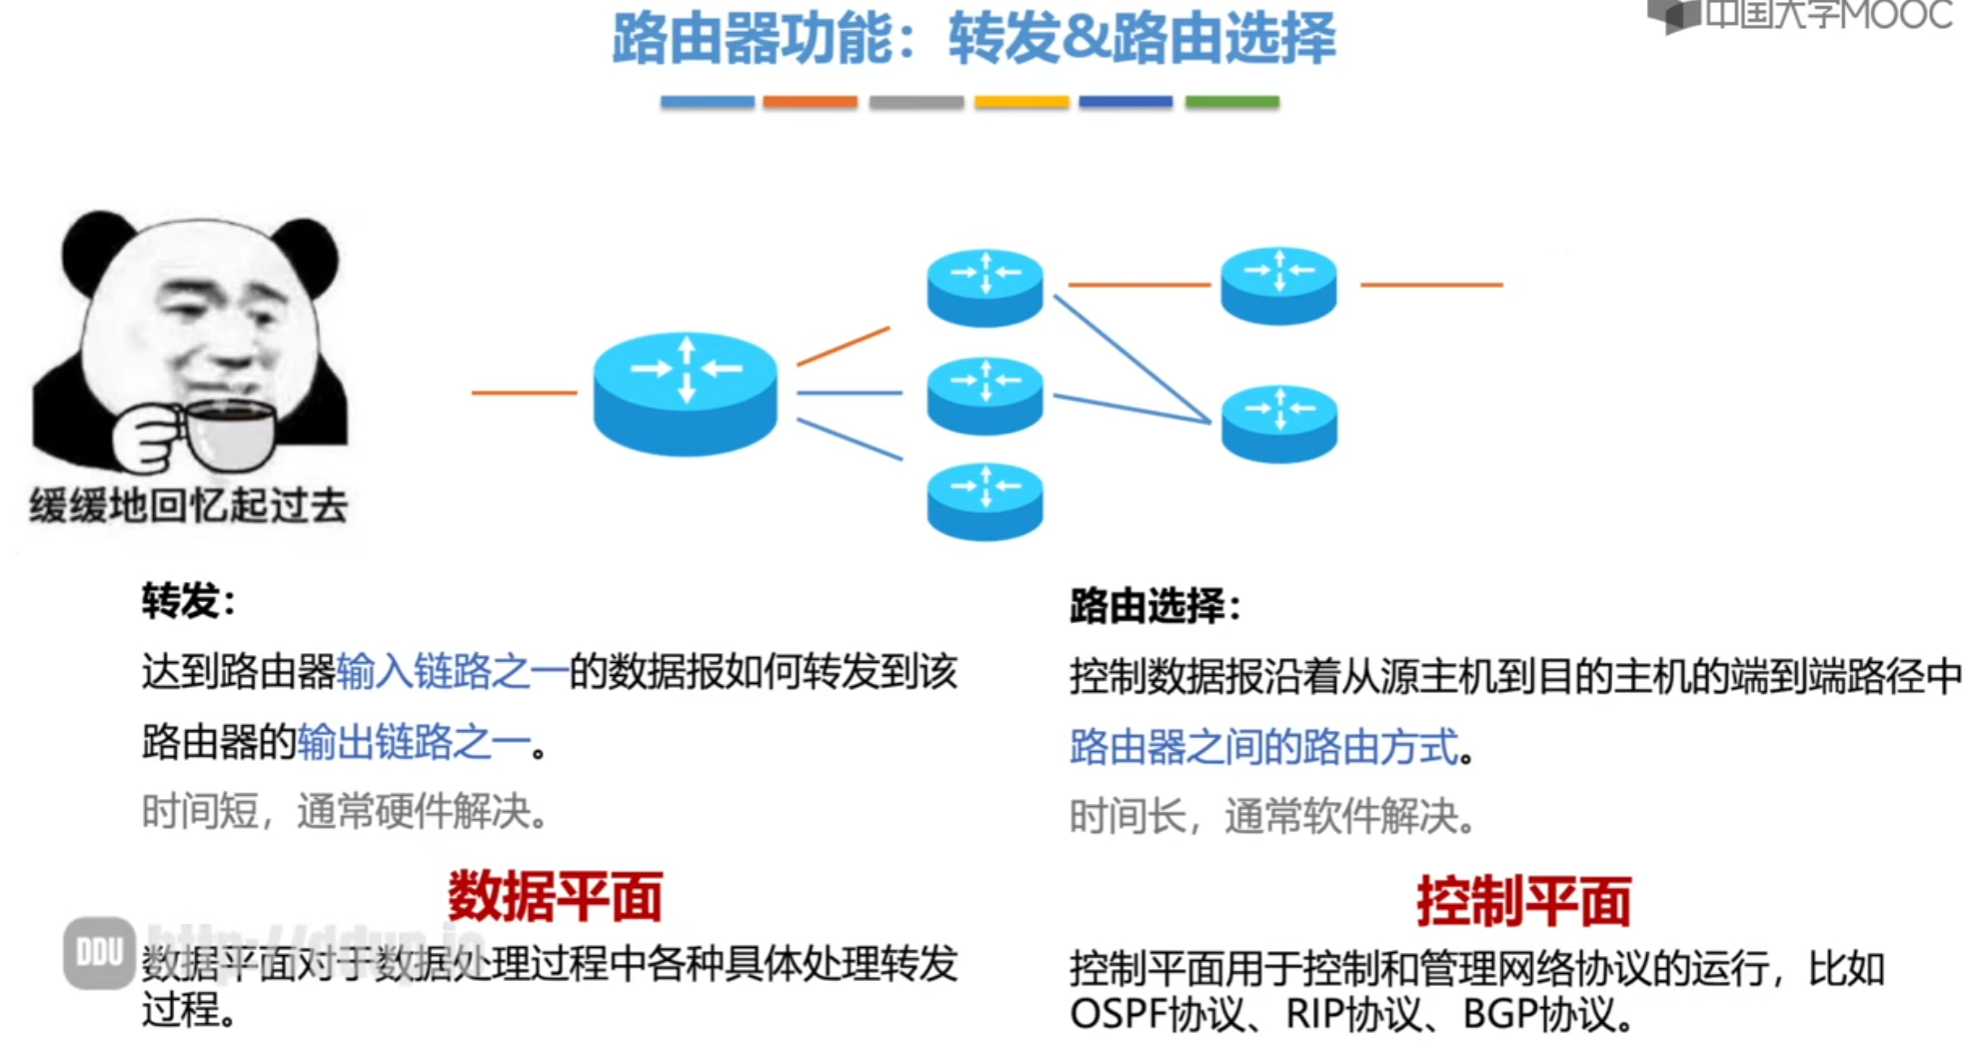 路由器功能：转发&路由选择
中国大学MOOC
缓缓地回忆起过去
转发：
达到路由器输入链路之一的数据报如何转发到该
路由器的输出链路之一。
时间短，通常硬件解决。
数据平面
数据平面对于数据处理过程中各种具体处理转发
过程。
路由选择：
控制数据报沿着从源主机到目的主机的端到端路径中
路由器之间的路由方式。
时间长，通常软件解决。
控制平面
控制平面用于控制和管理网络协议的运行，比如
OSPF协议、RIP协议、BGP协议。
DDU